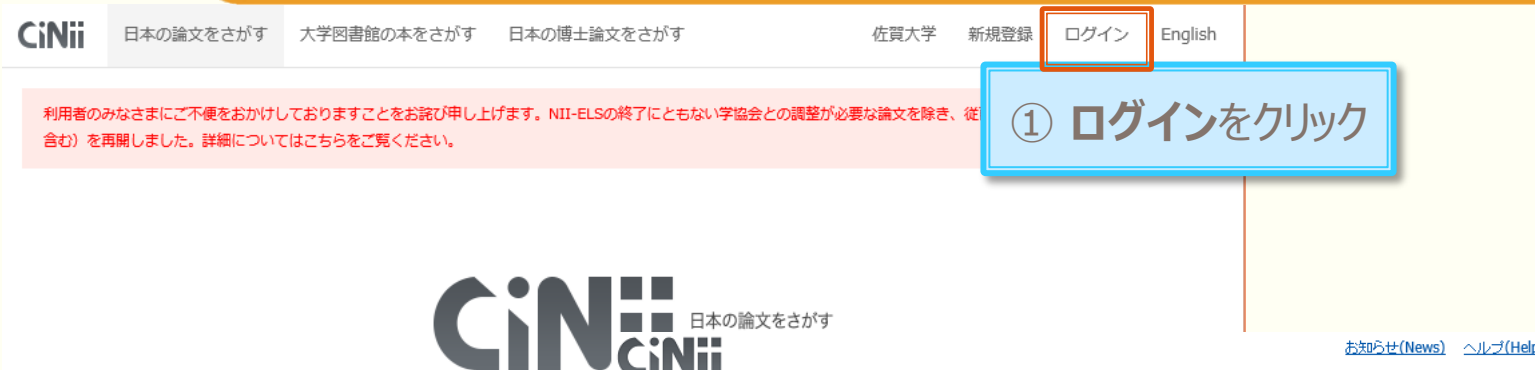 CiNii 日本の論文をさがす 大学図書館の本をさがす 日本の博士論文をさがす 佐賀大学 新規登録 ログイン English
利用者のみなさまにご不便をおかけしておりますことをお詫び申し上げます。NII-ELSの終了にともない学協会との調整が必要な論文を除き、従
含む）を再開しました。詳細についてはこちらをご覧ください。
① ログインをクリック
CiNii 日本の論文をさがす
CiNii
お知らせ(News) ヘルプ(Help